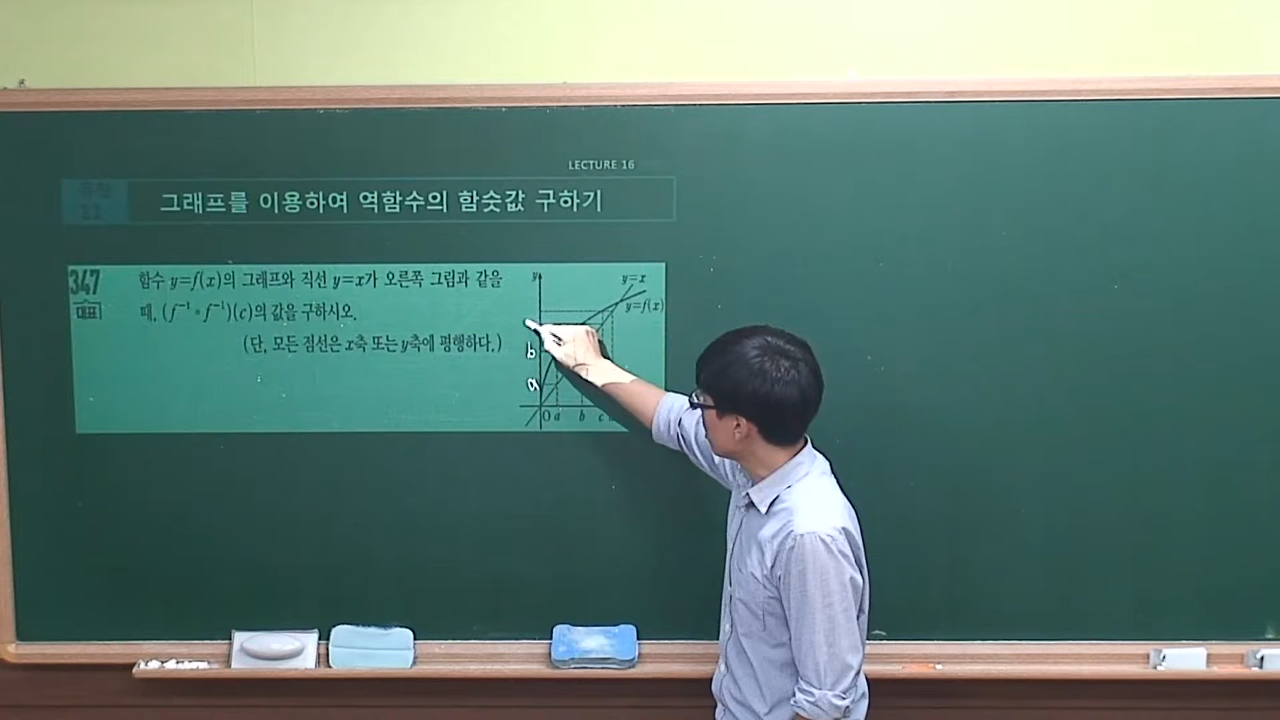 LECTURE 16
유형
11
그래프를 이용하여 역함수의 함숫값 구하기
347
대표
함수 y=f(x)의 그래프와 직선 y=x가 오른쪽 그림과 같을
때, (f⁻¹∘f⁻¹)(c)의 값을 구하시오.
(단, 모든 점선은 x축 또는 y축에 평행하다.)
y
y=x
y=f(x)
b
a
O a b c